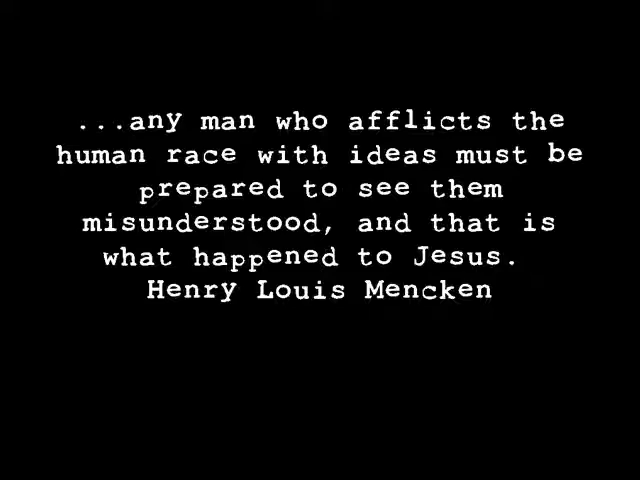 ...any man who afflicts the
human race with ideas must be
prepared to see them
misunderstood, and that is
what happened to Jesus.
Henry Louis Mencken